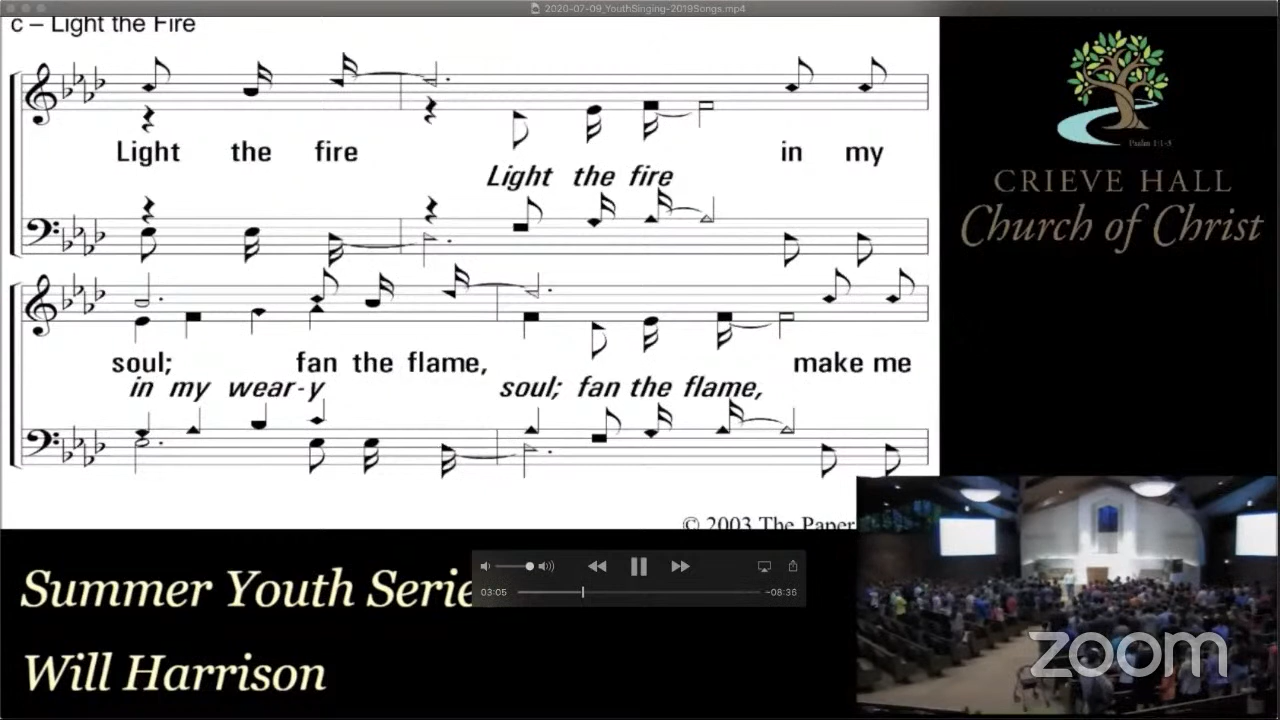 2020-07-09_YouthSinging-2019Songs.mp4
c – Light the Fire
Light the fire in my
Light the fire
soul; fan the flame, make me
in my wear-y soul; fan the flame,
© 2003 The Paper
Psalm 1:1-3
CRIEVE HALL
Church of Christ
Summer Youth Serie
Will Harrison
03:05
-08:36
zoom